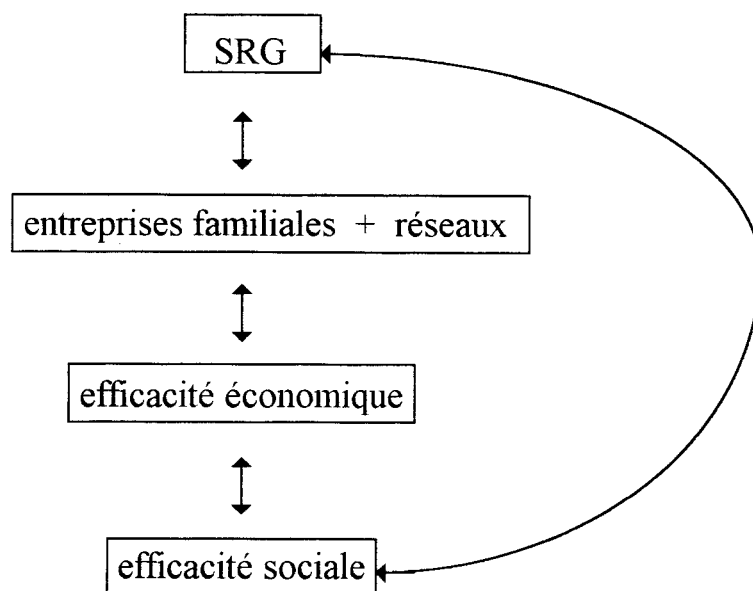 SRG
entreprises familiales + réseaux
efficacité économique
efficacité sociale